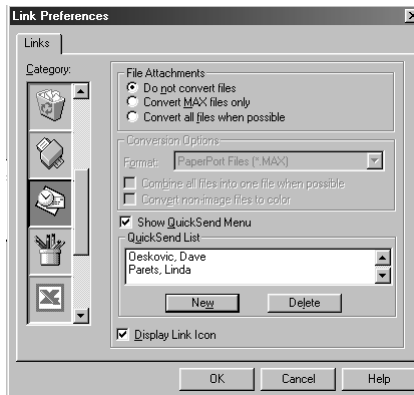 Link Preferences
Links
Category:
File Attachments
Do not convert files
Convert MAX files only
Convert all files when possible
Conversion Options
Format:
PaperPort Files (*.MAX)
Combine all files into one file when possible
Convert non-image files to color
Show QuickSend Menu
QuickSend List
Oeskovic, Dave
Parets, Linda
New
Delete
Display Link Icon
OK
Cancel
Help